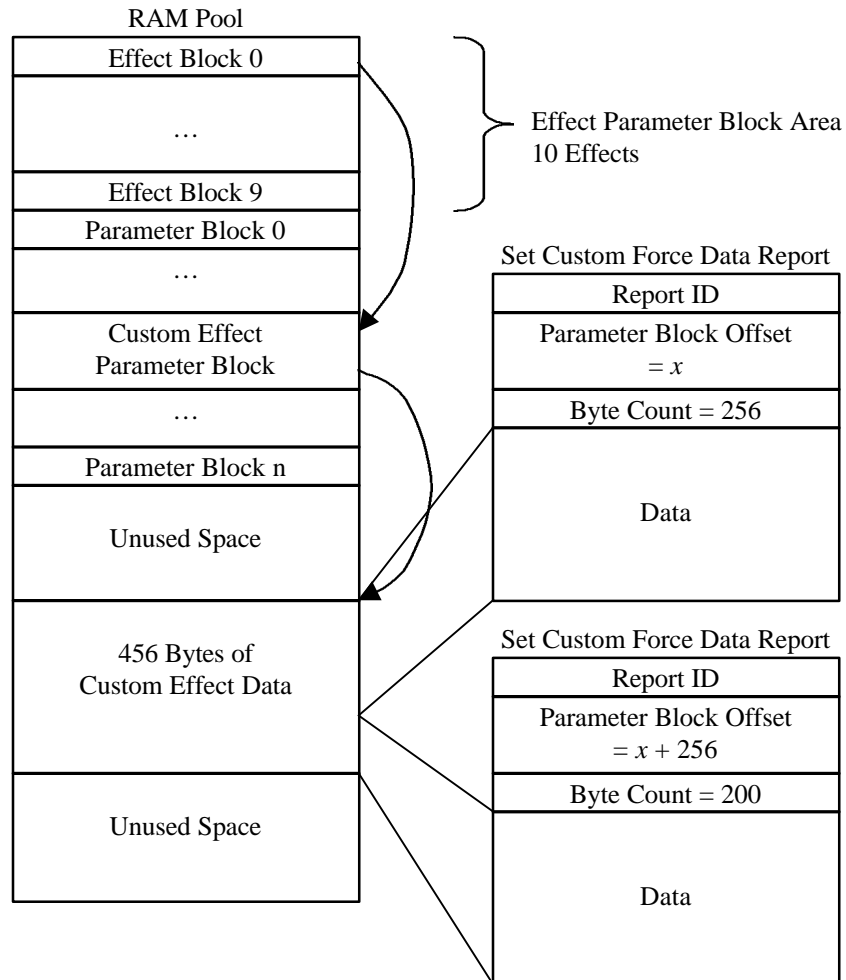 RAM Pool
Effect Block 0
…
Effect Block 9
Parameter Block 0
…
Custom Effect
Parameter Block
…
Parameter Block n
Unused Space
456 Bytes of
Custom Effect Data
Unused Space
Effect Parameter Block Area
10 Effects
Set Custom Force Data Report
Report ID
Parameter Block Offset
= x
Byte Count = 256
Data
Set Custom Force Data Report
Report ID
Parameter Block Offset
= x + 256
Byte Count = 200
Data